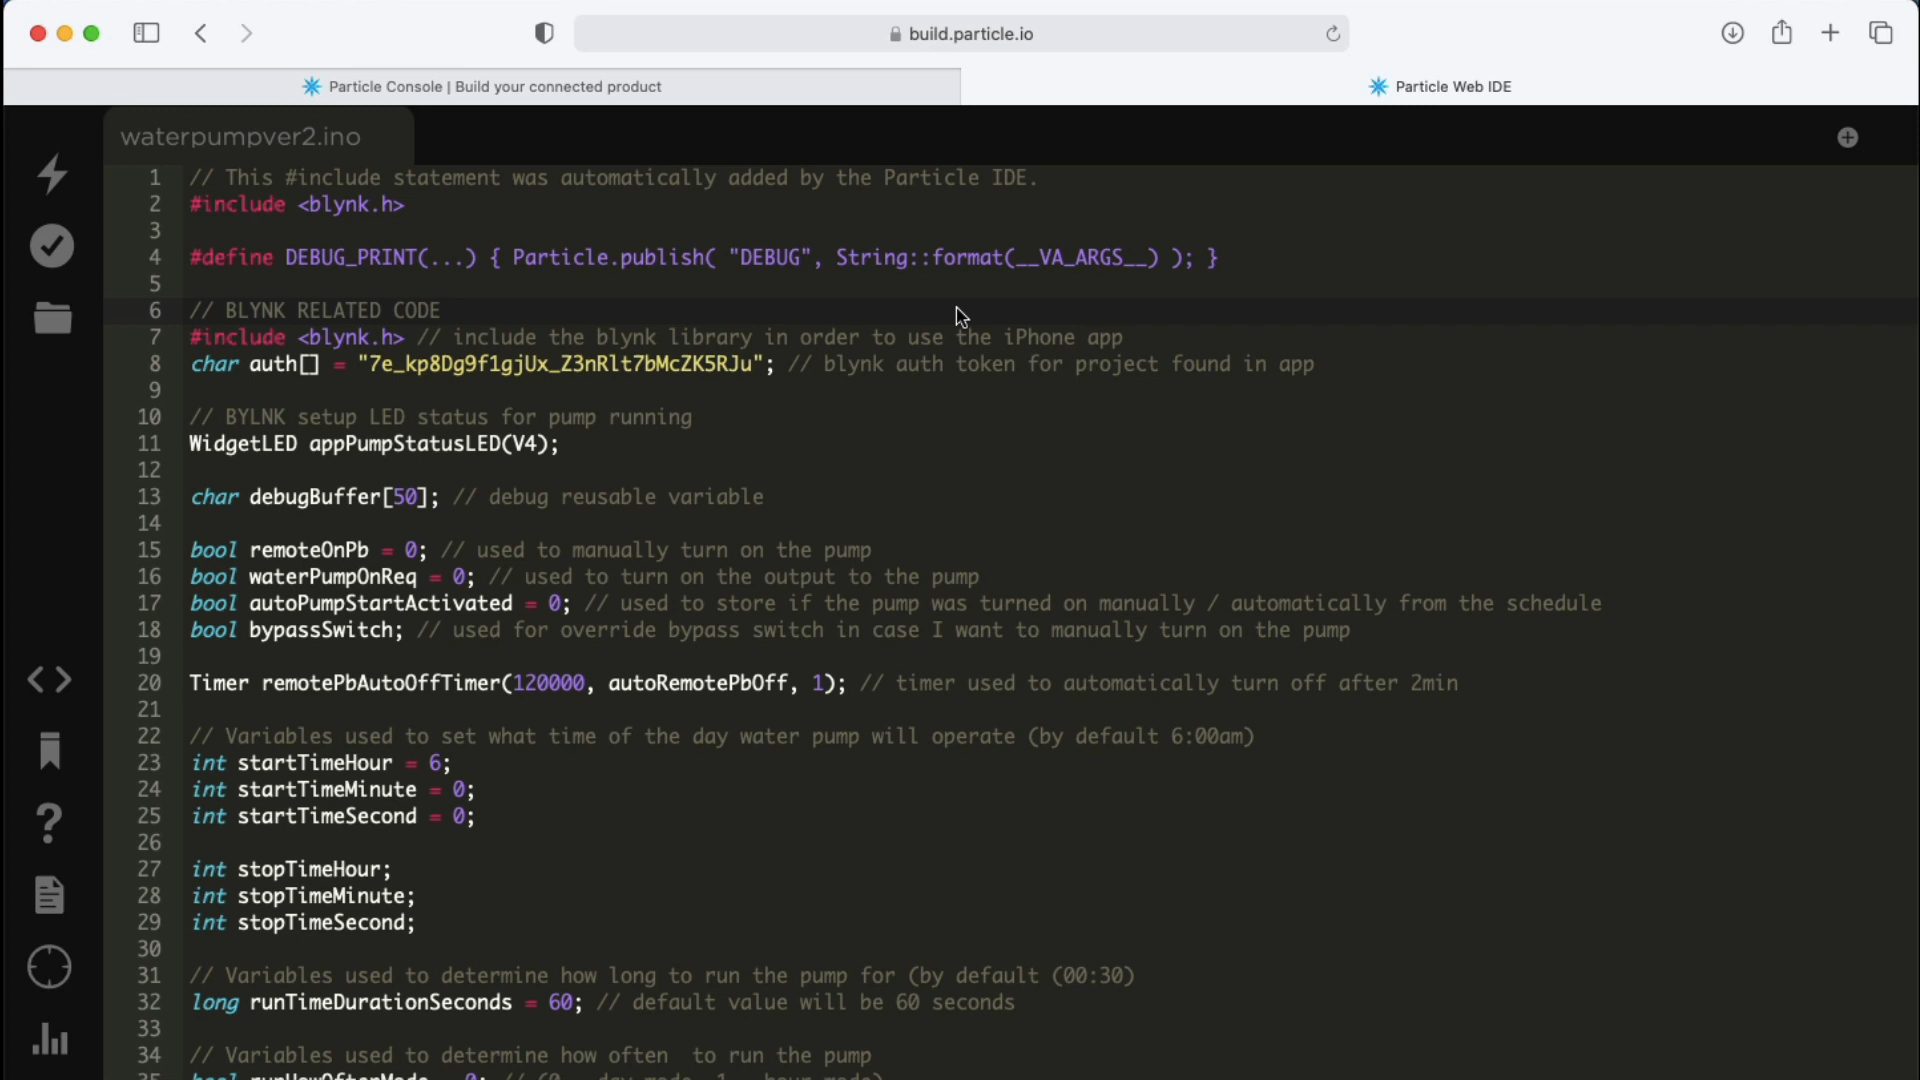 build.particle.io
Particle Console | Build your connected product
Particle Web IDE
waterpumpver2.ino
1 // This #include statement was automatically added by the Particle IDE.
2 #include <blynk.h>
3
4 #define DEBUG_PRINT(...) { Particle.publish( "DEBUG", String::format(__VA_ARGS__) ); }
5
6 // BLYNK RELATED CODE
7 #include <blynk.h> // include the blynk library in order to use the iPhone app
8 char auth[] = "7e_kp8Dg9f1gjUx_Z3nRlt7bMcZK5RJu"; // blynk auth token for project found in app
9
10 // BYLNK setup LED status for pump running
11 WidgetLED appPumpStatusLED(V4);
12
13 char debugBuffer[50]; // debug reusable variable
14
15 bool remoteOnPb = 0; // used to manually turn on the pump
16 bool waterPumpOnReq = 0; // used to turn on the output to the pump
17 bool autoPumpStartActivated = 0; // used to store if the pump was turned on manually / automatically from the schedule
18 bool bypassSwitch; // used for override bypass switch in case I want to manually turn on the pump
19
20 Timer remotePbAutoOffTimer(120000, autoRemotePbOff, 1); // timer used to automatically turn off after 2min
21
22 // Variables used to set what time of the day water pump will operate (by default 6:00am)
23 int startTimeHour = 6;
24 int startTimeMinute = 0;
25 int startTimeSecond = 0;
26
27 int stopTimeHour;
28 int stopTimeMinute;
29 int stopTimeSecond;
30
31 // Variables used to determine how long to run the pump for (by default (00:30)
32 long runTimeDurationSeconds = 60; // default value will be 60 seconds
33
34 // Variables used to determine how often  to run the pump